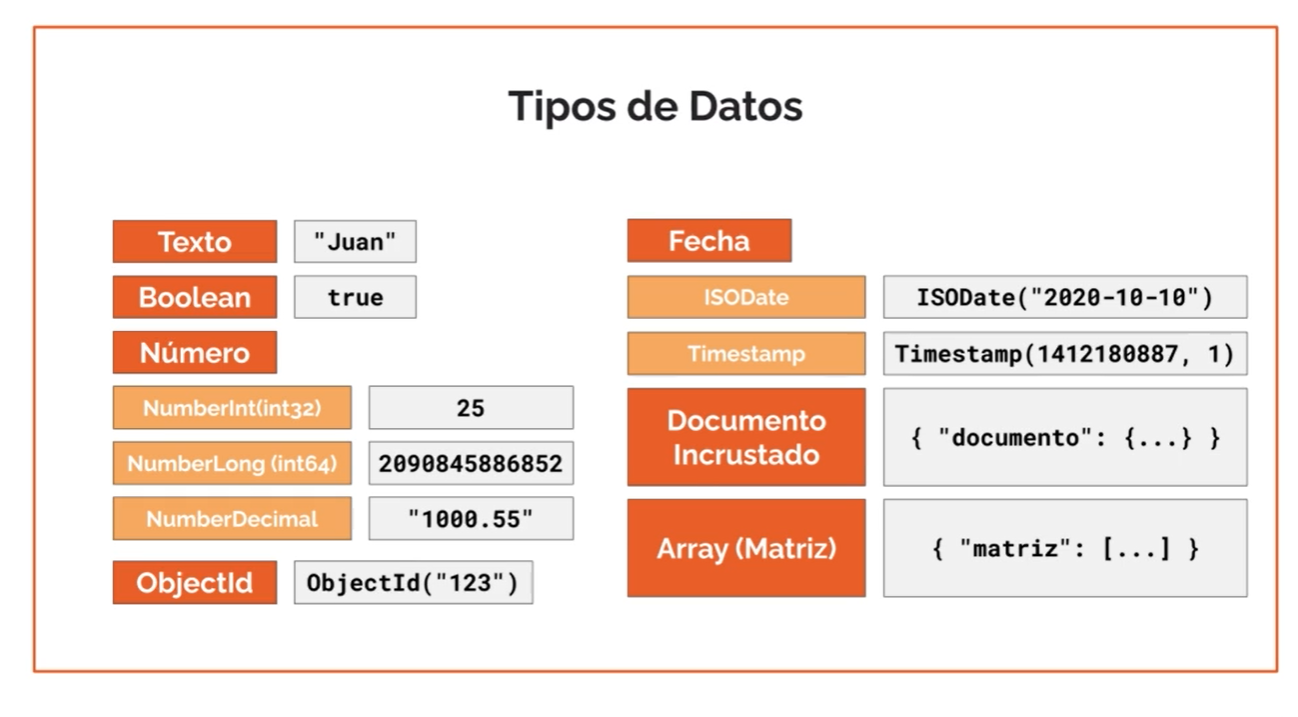 Tipos de Datos
Texto
"Juan"
Boolean
true
Número
NumberInt(int32)
25
NumberLong (int64)
2090845886852
NumberDecimal
"1000.55"
ObjectId
ObjectId("123")
Fecha
ISODate
ISODate("2020-10-10")
Timestamp
Timestamp(1412180887, 1)
Documento
Incrustado
{ "documento": {...} }
Array (Matriz)
{ "matriz": [...] }